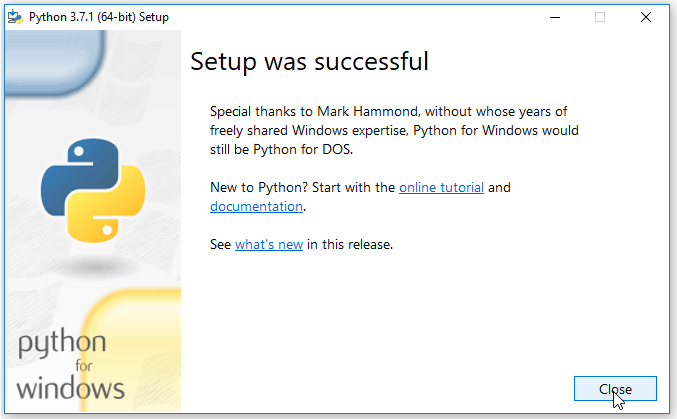 Python 3.7.1 (64-bit) Setup
Setup was successful
Special thanks to Mark Hammond, without whose years of
freely shared Windows expertise, Python for Windows would
still be Python for DOS.
New to Python? Start with the online tutorial and
documentation.
See what's new in this release.
python
for
windows
Close